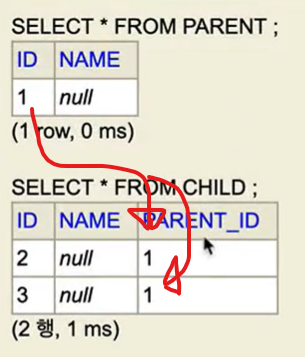 SELECT * FROM PARENT ;
ID NAME
1 null
(1 row, 0 ms)
SELECT * FROM CHILD ;
ID NAME PARENT_ID
2 null 1
3 null 1
(2 행, 1 ms)